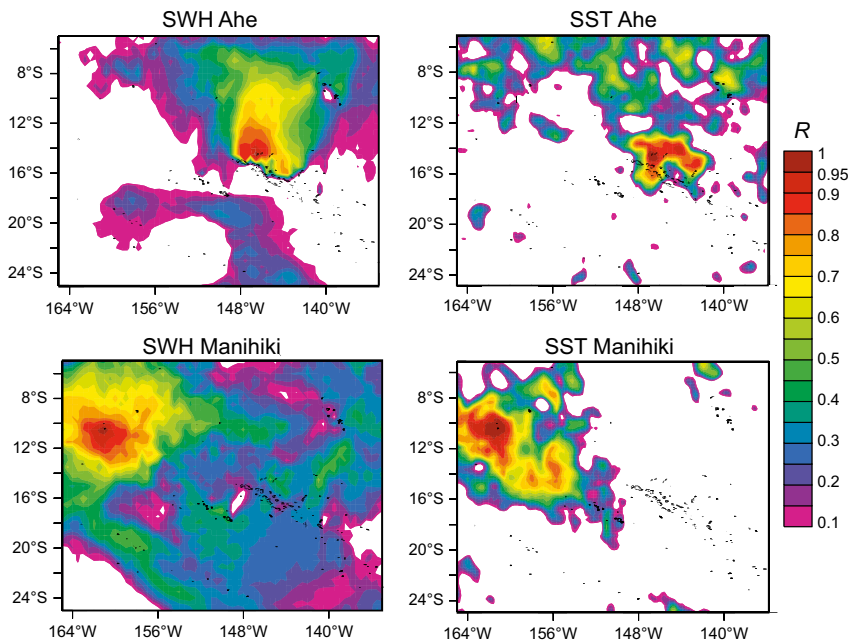 SWH Ahe
8°S
12°S
16°S
20°S
24°S
164°W 156°W 148°W 140°W
SST Ahe
8°S
12°S
16°S
20°S
24°S
164°W 156°W 148°W 140°W
SWH Manihiki
8°S
12°S
16°S
20°S
24°S
164°W 156°W 148°W 140°W
SST Manihiki
8°S
12°S
16°S
20°S
24°S
164°W 156°W 148°W 140°W
R
1
0.95
0.9
0.8
0.7
0.6
0.5
0.4
0.3
0.2
0.1